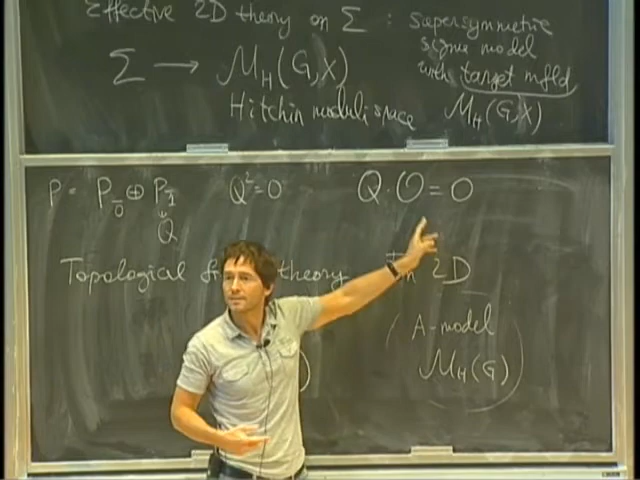 Effective 2D theory on Σ : supersymmetric
sigma model
with target mfld
M_H(G,X)
Σ → M_H(G,X)
Hitchin moduli space
P = P_0̄ ⊕ P_1̄
Q
Q²=0
Q·O=0
Topological theory
In 2D
A-model
M_H(G)